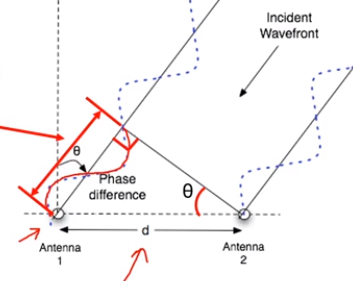 Incident
Wavefront
θ
Phase
difference
θ
d
Antenna
1
Antenna
2